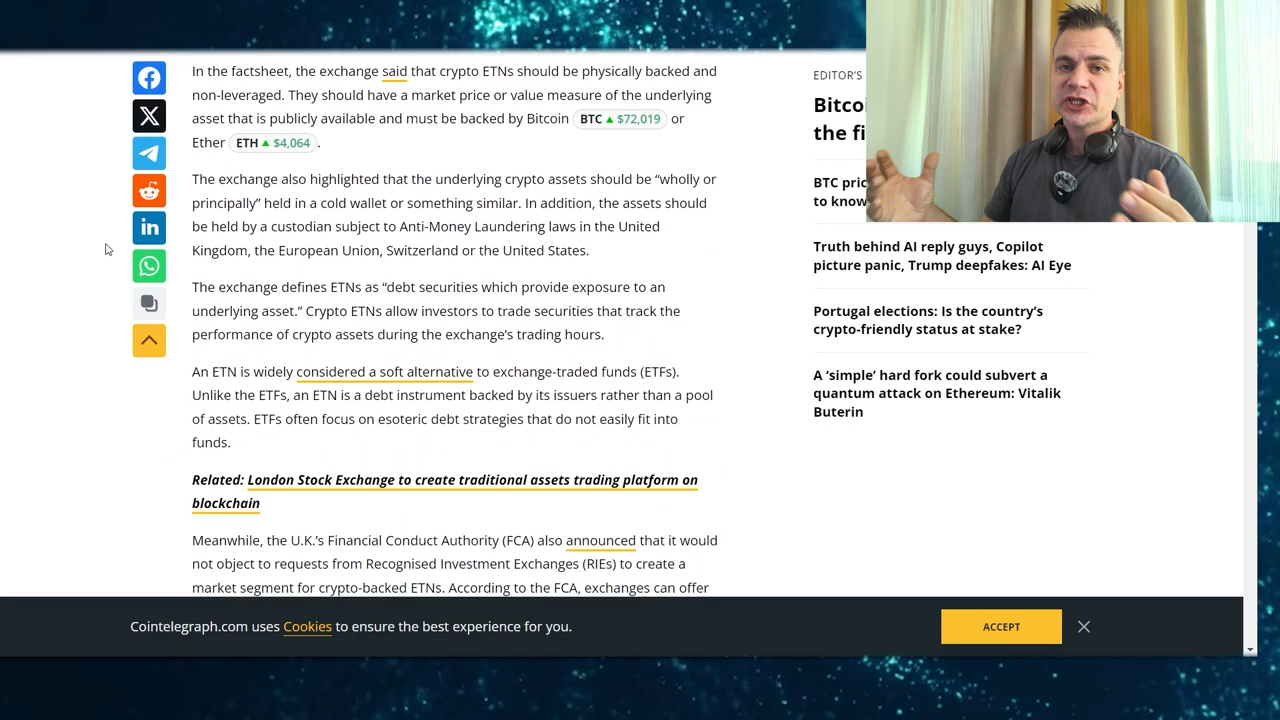 In the factsheet, the exchange said that crypto ETNs should be physically backed and
non-leveraged. They should have a market price or value measure of the underlying
asset that is publicly available and must be backed by Bitcoin BTC ▲ $72,019 or
Ether ETH ▲ $4,064 .
The exchange also highlighted that the underlying crypto assets should be “wholly or
principally” held in a cold wallet or something similar. In addition, the assets should
be held by a custodian subject to Anti-Money Laundering laws in the United
Kingdom, the European Union, Switzerland or the United States.
The exchange defines ETNs as “debt securities which provide exposure to an
underlying asset.” Crypto ETNs allow investors to trade securities that track the
performance of crypto assets during the exchange’s trading hours.
An ETN is widely considered a soft alternative to exchange-traded funds (ETFs).
Unlike the ETFs, an ETN is a debt instrument backed by its issuers rather than a pool
of assets. ETFs often focus on esoteric debt strategies that do not easily fit into
funds.
Related: London Stock Exchange to create traditional assets trading platform on
blockchain
Meanwhile, the U.K.’s Financial Conduct Authority (FCA) also announced that it would
not object to requests from Recognised Investment Exchanges (RIEs) to create a
market segment for crypto-backed ETNs. According to the FCA, exchanges can offer
EDITOR’S
Bitcoi
the fi
BTC pric
to know
Truth behind AI reply guys, Copilot
picture panic, Trump deepfakes: AI Eye
Portugal elections: Is the country’s
crypto-friendly status at stake?
A ‘simple’ hard fork could subvert a
quantum attack on Ethereum: Vitalik
Buterin
Cointelegraph.com uses Cookies to ensure the best experience for you.
ACCEPT